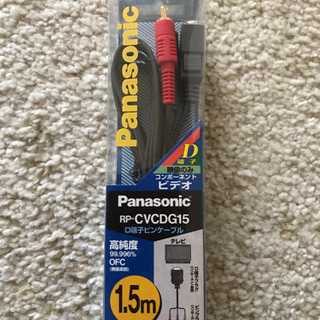 Panasonic
D
端子
映像のみ
コンポーネント
ビデオ
Panasonic
RP-CVCDG15
D端子ピンケーブル
高純度
99.996%
OFC
テレビ
1.5m